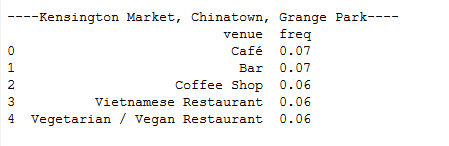 ----Kensington Market, Chinatown, Grange Park----
venue freq
0 Café 0.07
1 Bar 0.07
2 Coffee Shop 0.06
3 Vietnamese Restaurant 0.06
4 Vegetarian / Vegan Restaurant 0.06